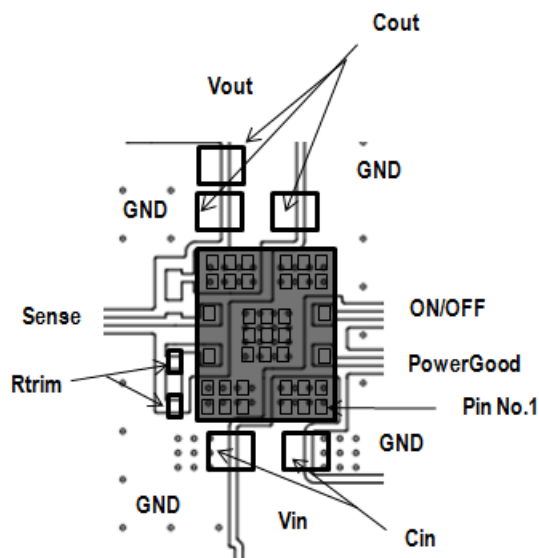 Cout
Vout
GND
GND
Sense
ON/OFF
PowerGood
Rtrim
Pin No.1
GND
GND
Vin
Cin